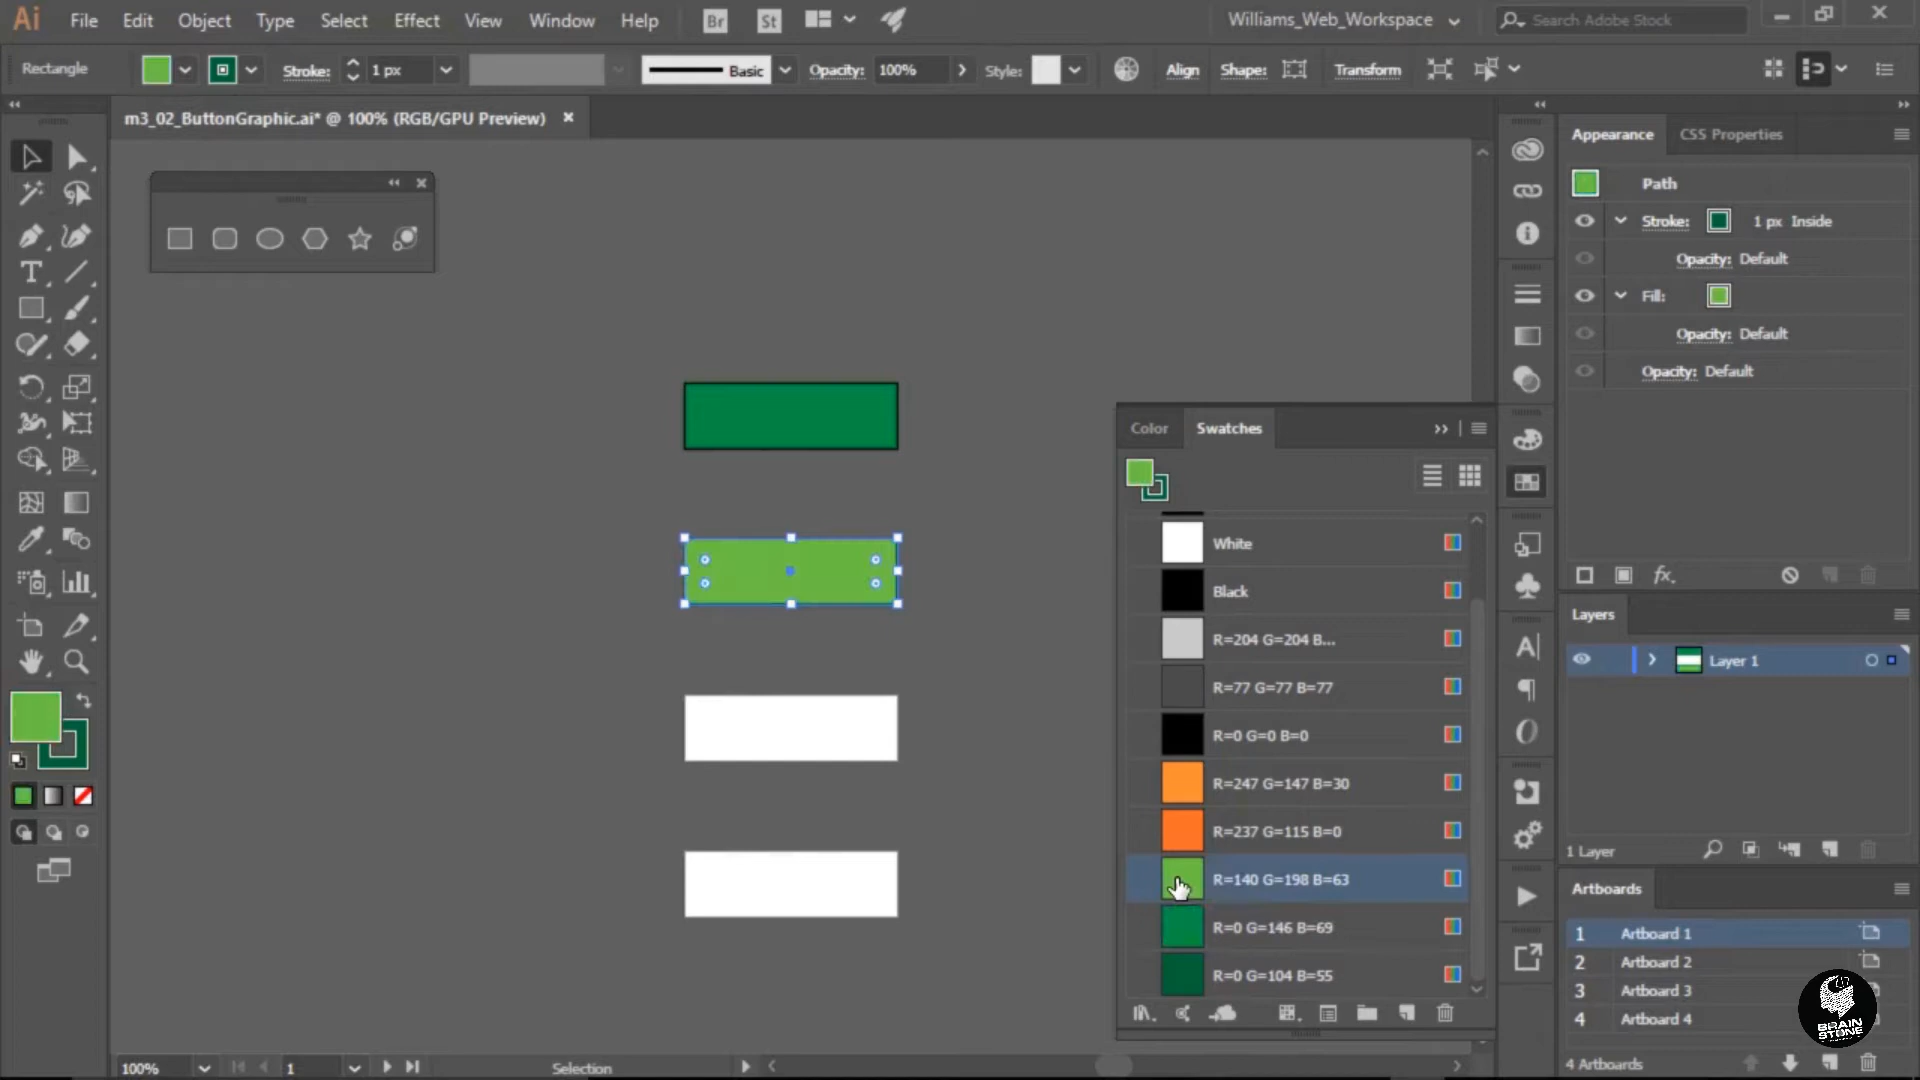 Ai File Edit Object Type Select Effect View Window Help Br St Williams_Web_Workspace Search Adobe Stock
Rectangle Stroke: 1 px Basic Opacity: 100% Style: Align Shape: Transform
m3_02_ButtonGraphic.ai* @ 100% (RGB/GPU Preview)
Appearance CSS Properties
Path
Stroke: 1 px Inside
Opacity: Default
Fill:
Opacity: Default
Opacity: Default
fx.
Color Swatches
White
Black
R=204 G=204 B...
R=77 G=77 B=77
R=0 G=0 B=0
R=247 G=147 B=30
R=237 G=115 B=0
R=140 G=198 B=63
R=0 G=146 B=69
R=0 G=104 B=55
Layers
Layer 1
1 Layer
Artboards
1 Artboard 1
2 Artboard 2
3 Artboard 3
4 Artboard 4
4 Artboards
BRAIN
STONE
100% 1 Selection